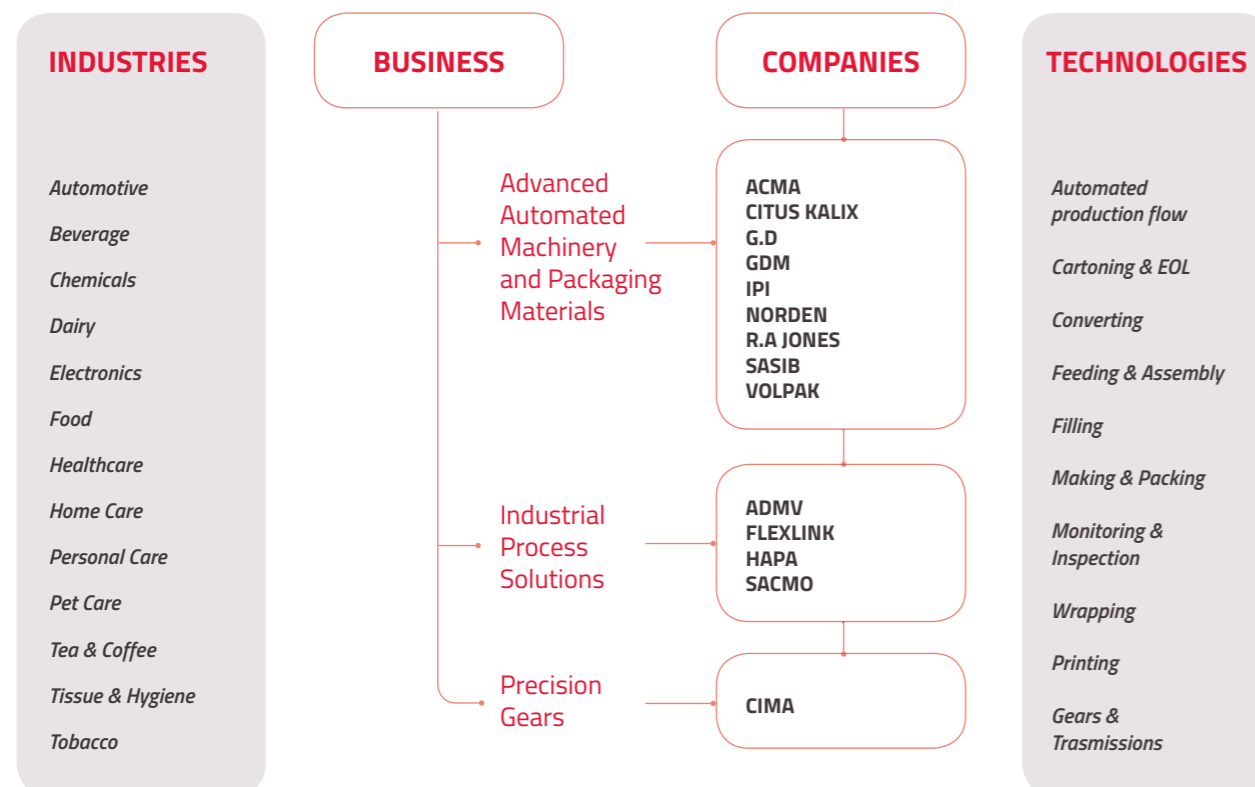 INDUSTRIES
Automotive
Beverage
Chemicals
Dairy
Electronics
Food
Healthcare
Home Care
Personal Care
Pet Care
Tea & Coffee
Tissue & Hygiene
Tobacco
BUSINESS
Advanced
Automated
Machinery
and Packaging
Materials
Industrial
Process
Solutions
Precision
Gears
COMPANIES
ACMA
CITUS KALIX
G.D
GDM
IPI
NORDEN
R.A JONES
SASIB
VOLPAK
ADMV
FLEXLINK
HAPA
SACMO
CIMA
TECHNOLOGIES
Automated
production flow
Cartoning & EOL
Converting
Feeding & Assembly
Filling
Making & Packing
Monitoring &
Inspection
Wrapping
Printing
Gears &
Trasmissions